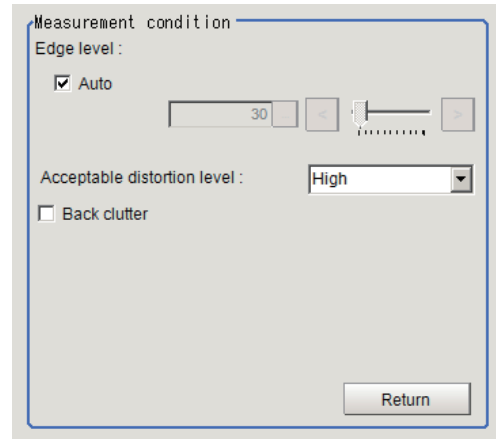 Measurement condition
Edge level :
Auto
30
Acceptable distortion level : High
Back clutter
Return